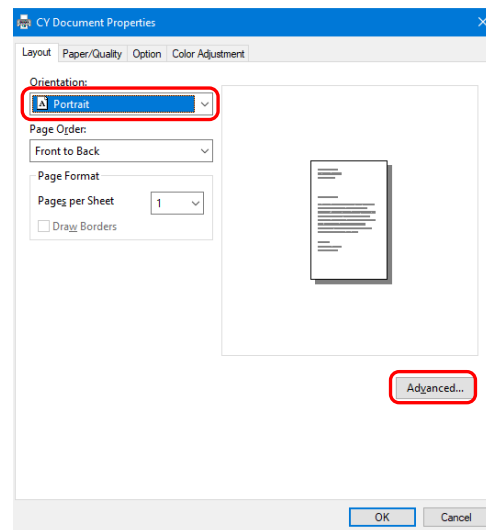 CY Document Properties
Layout Paper/Quality Option Color Adjustment
Orientation:
A Portrait
Page Order:
Front to Back
Page Format
Pages per Sheet 1
Draw Borders
Advanced...
OK Cancel